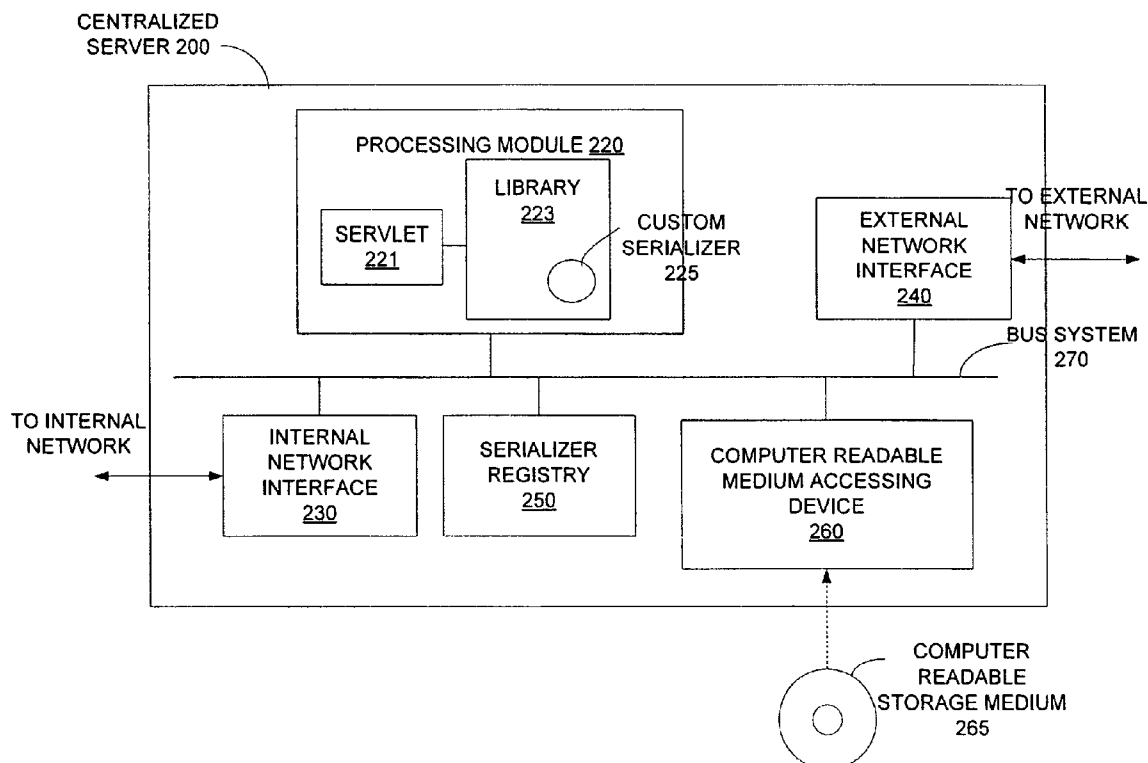 CENTRALIZED
SERVER 200
PROCESSING MODULE 220
LIBRARY
223
SERVLET
221
CUSTOM
SERIALIZER
225
EXTERNAL
NETWORK
INTERFACE
240
TO EXTERNAL
NETWORK
BUS SYSTEM
270
TO INTERNAL
NETWORK
INTERNAL
NETWORK
INTERFACE
230
SERIALIZER
REGISTRY
250
COMPUTER READABLE
MEDIUM ACCESSING
DEVICE
260
COMPUTER
READABLE
STORAGE MEDIUM
265